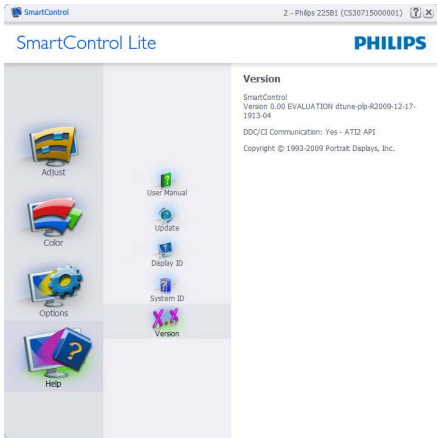 SmartControl
2 - Philips 225B1 (CS30715000001)
?
X
SmartControl Lite
PHILIPS
Adjust
Color
Options
Help
User Manual
Update
Display ID
System ID
X.X
Version
Version
SmartControl
Version 0.00 EVALUATION dtune-plp-R2009-12-17-
1913-04
DDC/CI Communication: Yes - ATI2 API
Copyright © 1993-2009 Portrait Displays, Inc.